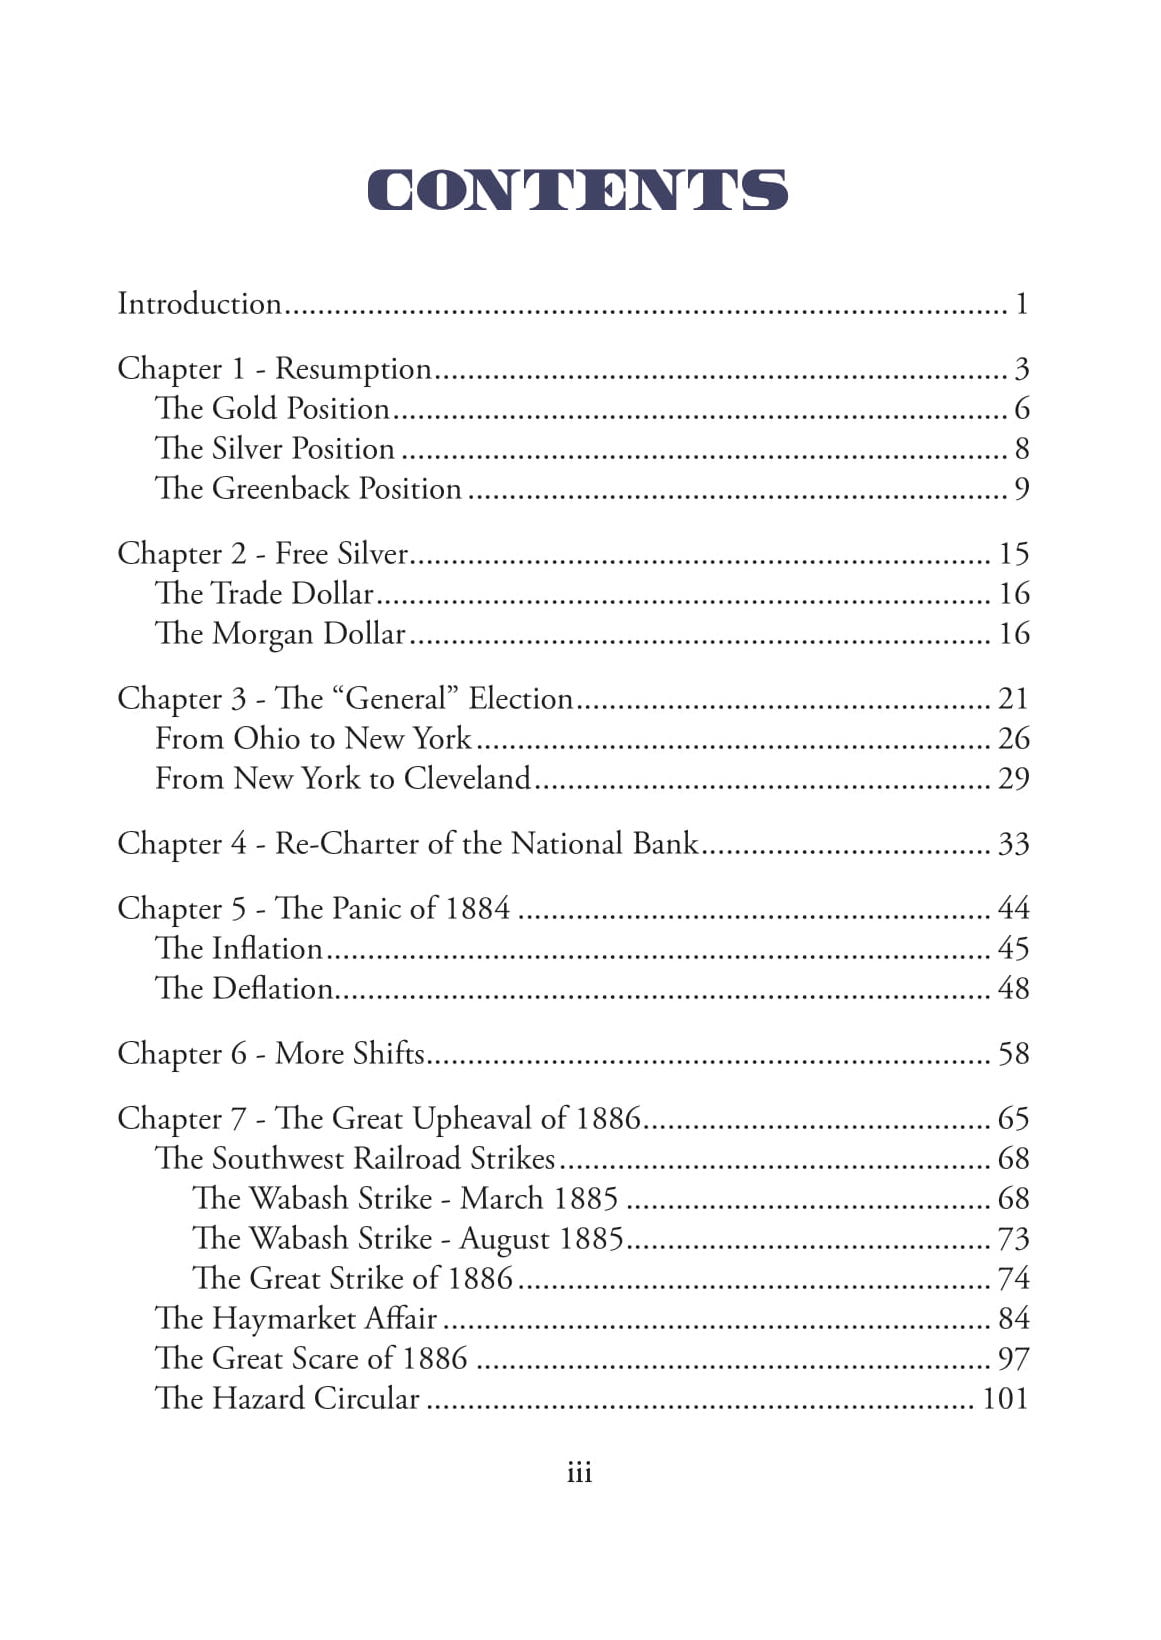 CONTENTS
Introduction....................................................................................... 1
Chapter 1 - Resumption..................................................................... 3
The Gold Position.......................................................................... 6
The Silver Position ......................................................................... 8
The Greenback Position ................................................................. 9
Chapter 2 - Free Silver...................................................................... 15
The Trade Dollar.......................................................................... 16
The Morgan Dollar...................................................................... 16
Chapter 3 - The “General” Election.................................................. 21
From Ohio to New York.............................................................. 26
From New York to Cleveland....................................................... 29
Chapter 4 - Re-Charter of the National Bank................................... 33
Chapter 5 - The Panic of 1884 ......................................................... 44
The Inflation................................................................................ 45
The Deflation............................................................................... 48
Chapter 6 - More Shifts.................................................................... 58
Chapter 7 - The Great Upheaval of 1886.......................................... 65
The Southwest Railroad Strikes.................................................... 68
The Wabash Strike - March 1885 ............................................ 68
The Wabash Strike - August 1885............................................ 73
The Great Strike of 1886......................................................... 74
The Haymarket Affair .................................................................. 84
The Great Scare of 1886 .............................................................. 97
The Hazard Circular .................................................................. 101
iii